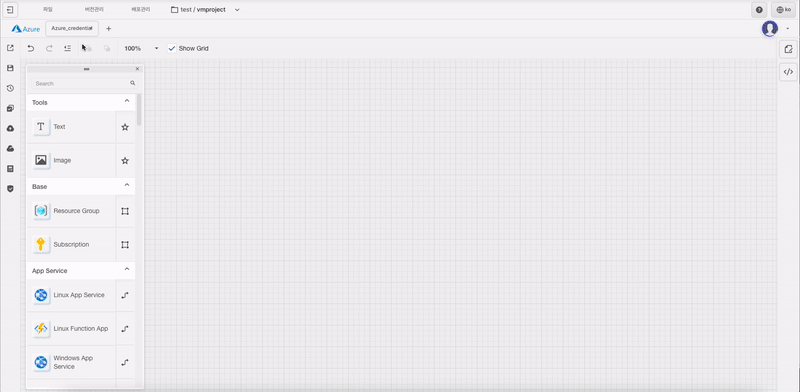 파일 버전관리 배포관리 test / vmproject ko
Azure Azure_credential
100% Show Grid
Search
Tools
Text
Image
Base
Resource Group
Subscription
App Service
Linux App Service
Linux Function App
Windows App
Service